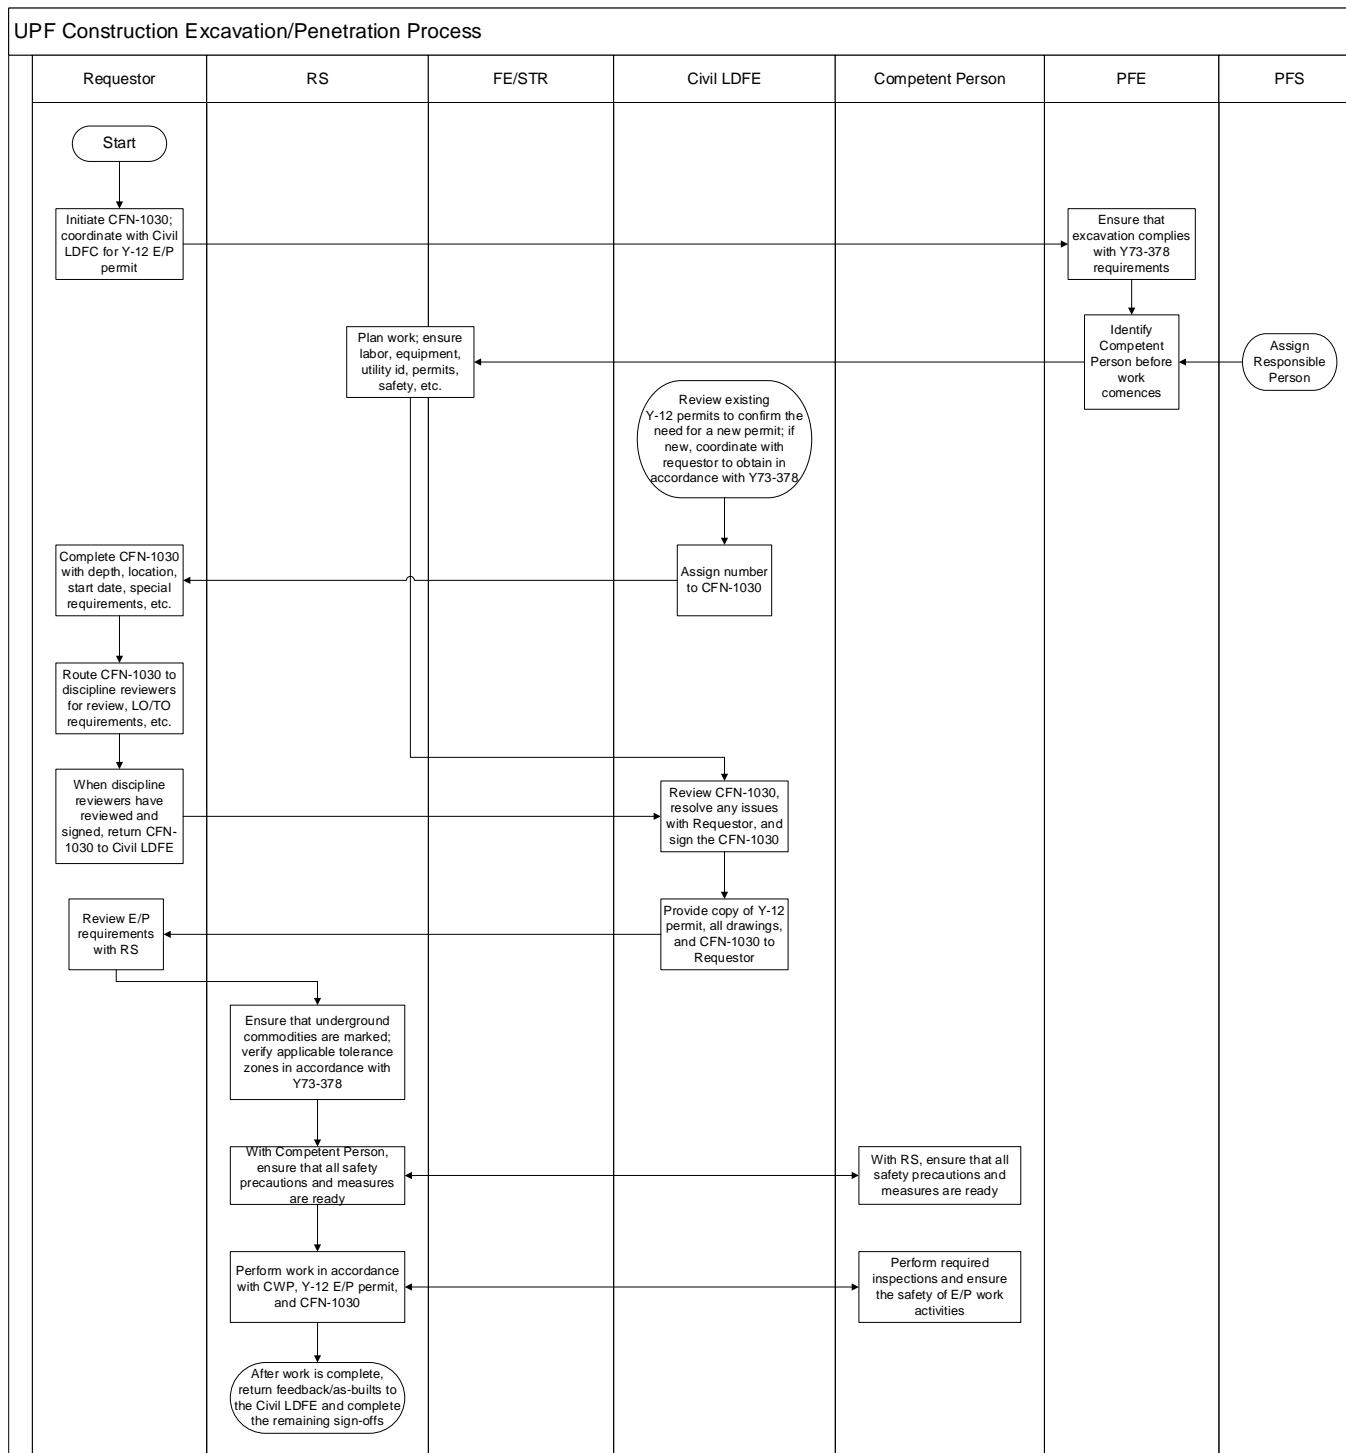 UPF Construction Excavation/Penetration Process
Requestor
RS
FE/STR
Civil LDFE
Competent Person
PFE
PFS
Start
Initiate CFN-1030;
coordinate with Civil
LDFC for Y-12 E/P
permit
Ensure that
excavation complies
with Y73-378
requirements
Plan work; ensure
labor, equipment,
utility id, permits,
safety, etc.
Identify
Competent
Person before
work
comences
Assign
Responsible
Person
Review existing
Y-12 permits to confirm the
need for a new permit; if
new, coordinate with
requestor to obtain in
accordance with Y73-378
Complete CFN-1030
with depth, location,
start date, special
requirements, etc.
Assign number
to CFN-1030
Route CFN-1030 to
discipline reviewers
for review, LO/TO
requirements, etc.
When discipline
reviewers have
reviewed and
signed, return CFN-
1030 to Civil LDFE
Review CFN-1030,
resolve any issues
with Requestor, and
sign the CFN-1030
Review E/P
requirements
with RS
Provide copy of Y-12
permit, all drawings,
and CFN-1030 to
Requestor
Ensure that underground
commodities are marked;
verify applicable tolerance
zones in accordance with
Y73-378
With Competent Person,
ensure that all safety
precautions and measures
are ready
With RS, ensure that all
safety precautions and
measures are ready
Perform work in accordance
with CWP, Y-12 E/P permit,
and CFN-1030
Perform required
inspections and ensure
the safety of E/P work
activities
After work is complete,
return feedback/as-builts to
the Civil LDFE and complete
the remaining sign-offs